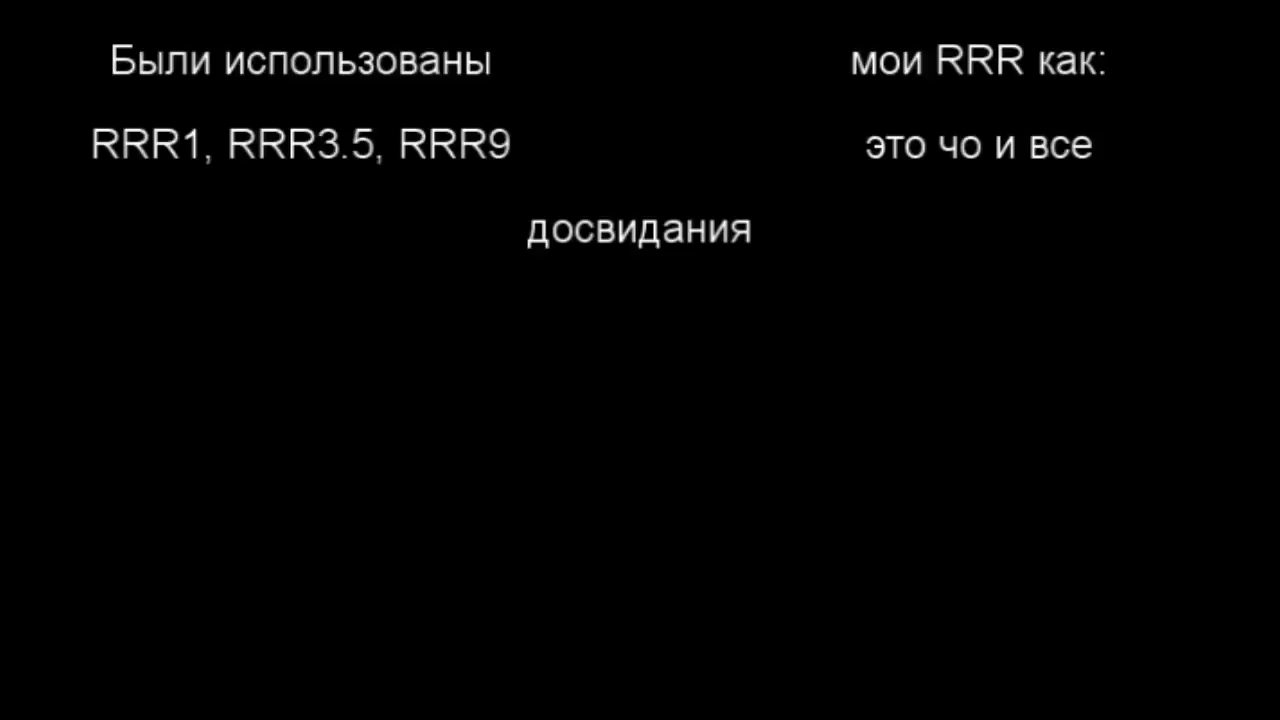 Были использованы мои RRR как:
RRR1, RRR3.5, RRR9 это чо и все
досвидания